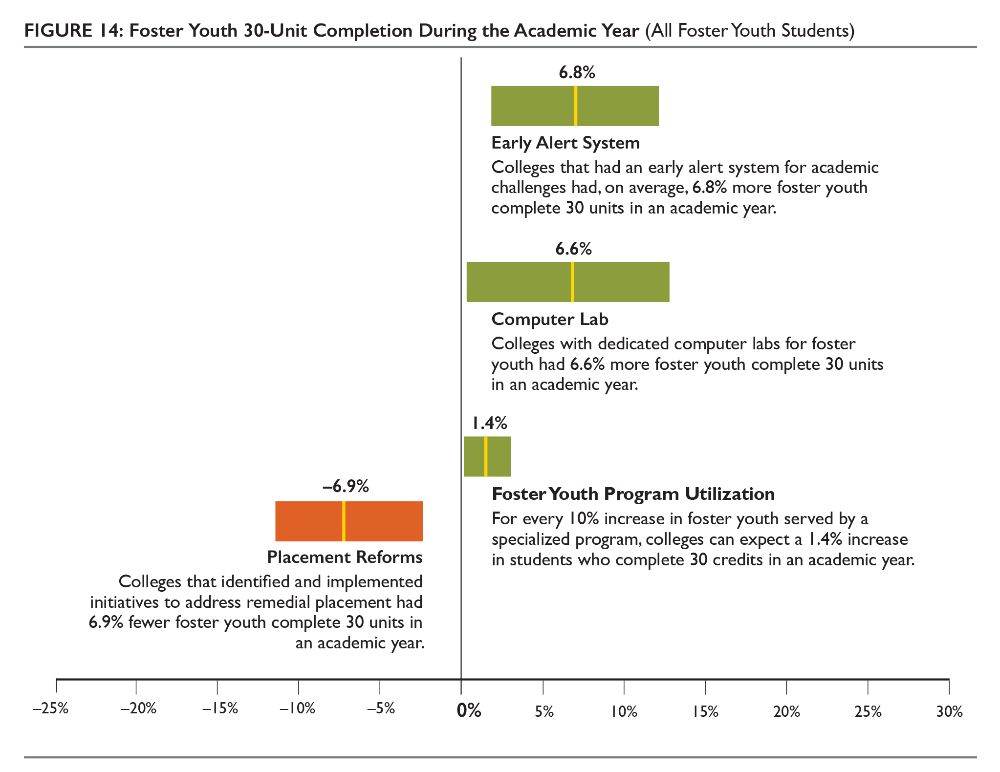 FIGURE 14: Foster Youth 30-Unit Completion During the Academic Year (All Foster Youth Students)
6.8%
Early Alert System
Colleges that had an early alert system for academic
challenges had, on average, 6.8% more foster youth
complete 30 units in an academic year.
6.6%
Computer Lab
Colleges with dedicated computer labs for foster
youth had 6.6% more foster youth complete 30 units
in an academic year.
1.4%
Foster Youth Program Utilization
For every 10% increase in foster youth served by a
specialized program, colleges can expect a 1.4% increase
in students who complete 30 credits in an academic year.
–6.9%
Placement Reforms
Colleges that identified and implemented
initiatives to address remedial placement had
6.9% fewer foster youth complete 30 units in
an academic year.
–25% –20% –15% –10% –5% 0% 5% 10% 15% 20% 25% 30%